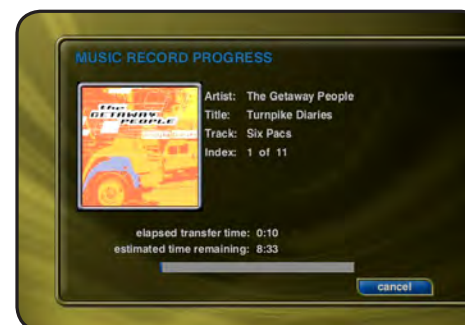 MUSIC RECORD PROGRESS
the
GETAWAY
PEOPLE
Artist: The Getaway People
Title: Turnpike Diaries
Track: Six Pacs
Index: 1 of 11
elapsed transfer time: 0:10
estimated time remaining: 8:33
cancel